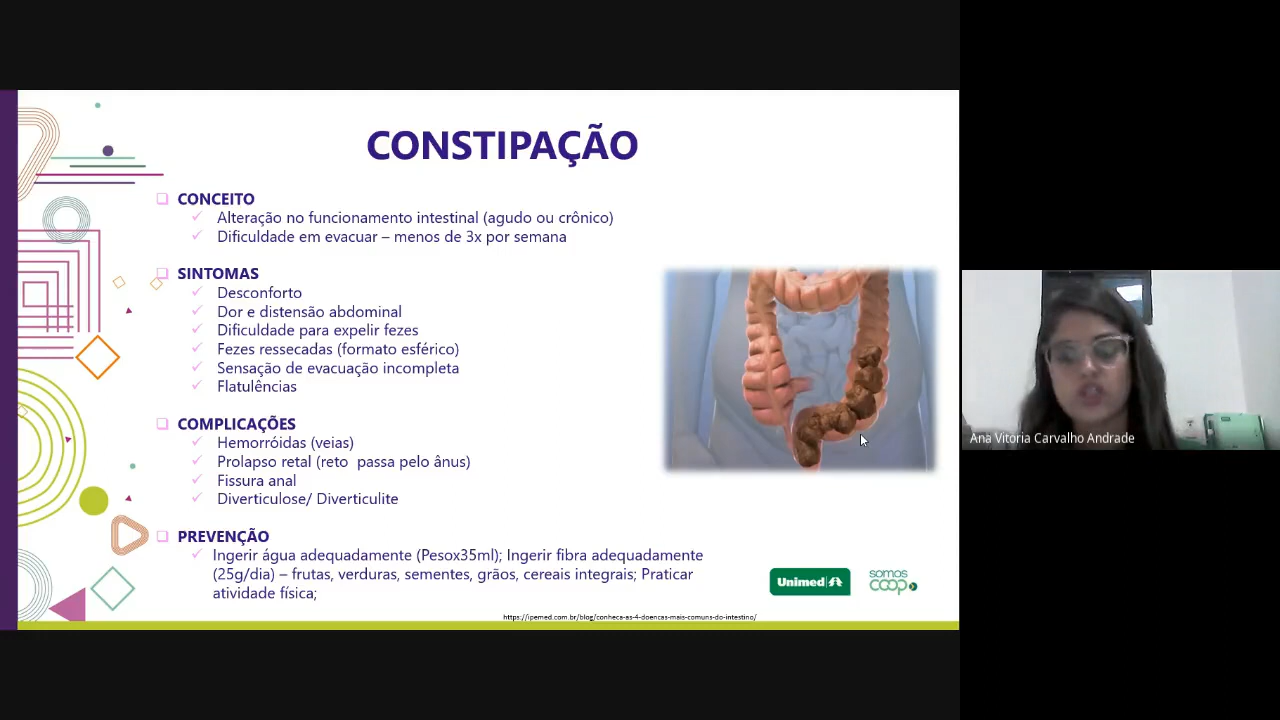 CONSTIPAÇÃO
CONCEITO
Alteração no funcionamento intestinal (agudo ou crônico)
Dificuldade em evacuar – menos de 3x por semana
SINTOMAS
Desconforto
Dor e distensão abdominal
Dificuldade para expelir fezes
Fezes ressecadas (formato esférico)
Sensação de evacuação incompleta
Flatulências
COMPLICAÇÕES
Hemorróidas (veias)
Prolapso retal (reto passa pelo ânus)
Fissura anal
Diverticulose/ Diverticulite
PREVENÇÃO
Ingerir água adequadamente (Pesox35ml); Ingerir fibra adequadamente
(25g/dia) – frutas, verduras, sementes, grãos, cereais integrais; Praticar
atividade física;
Unimed
somos
coop
https://ipemed.com.br/blog/conheca-as-4-doencas-mais-comuns-do-intestino/
Ana Vitoria Carvalho Andrade